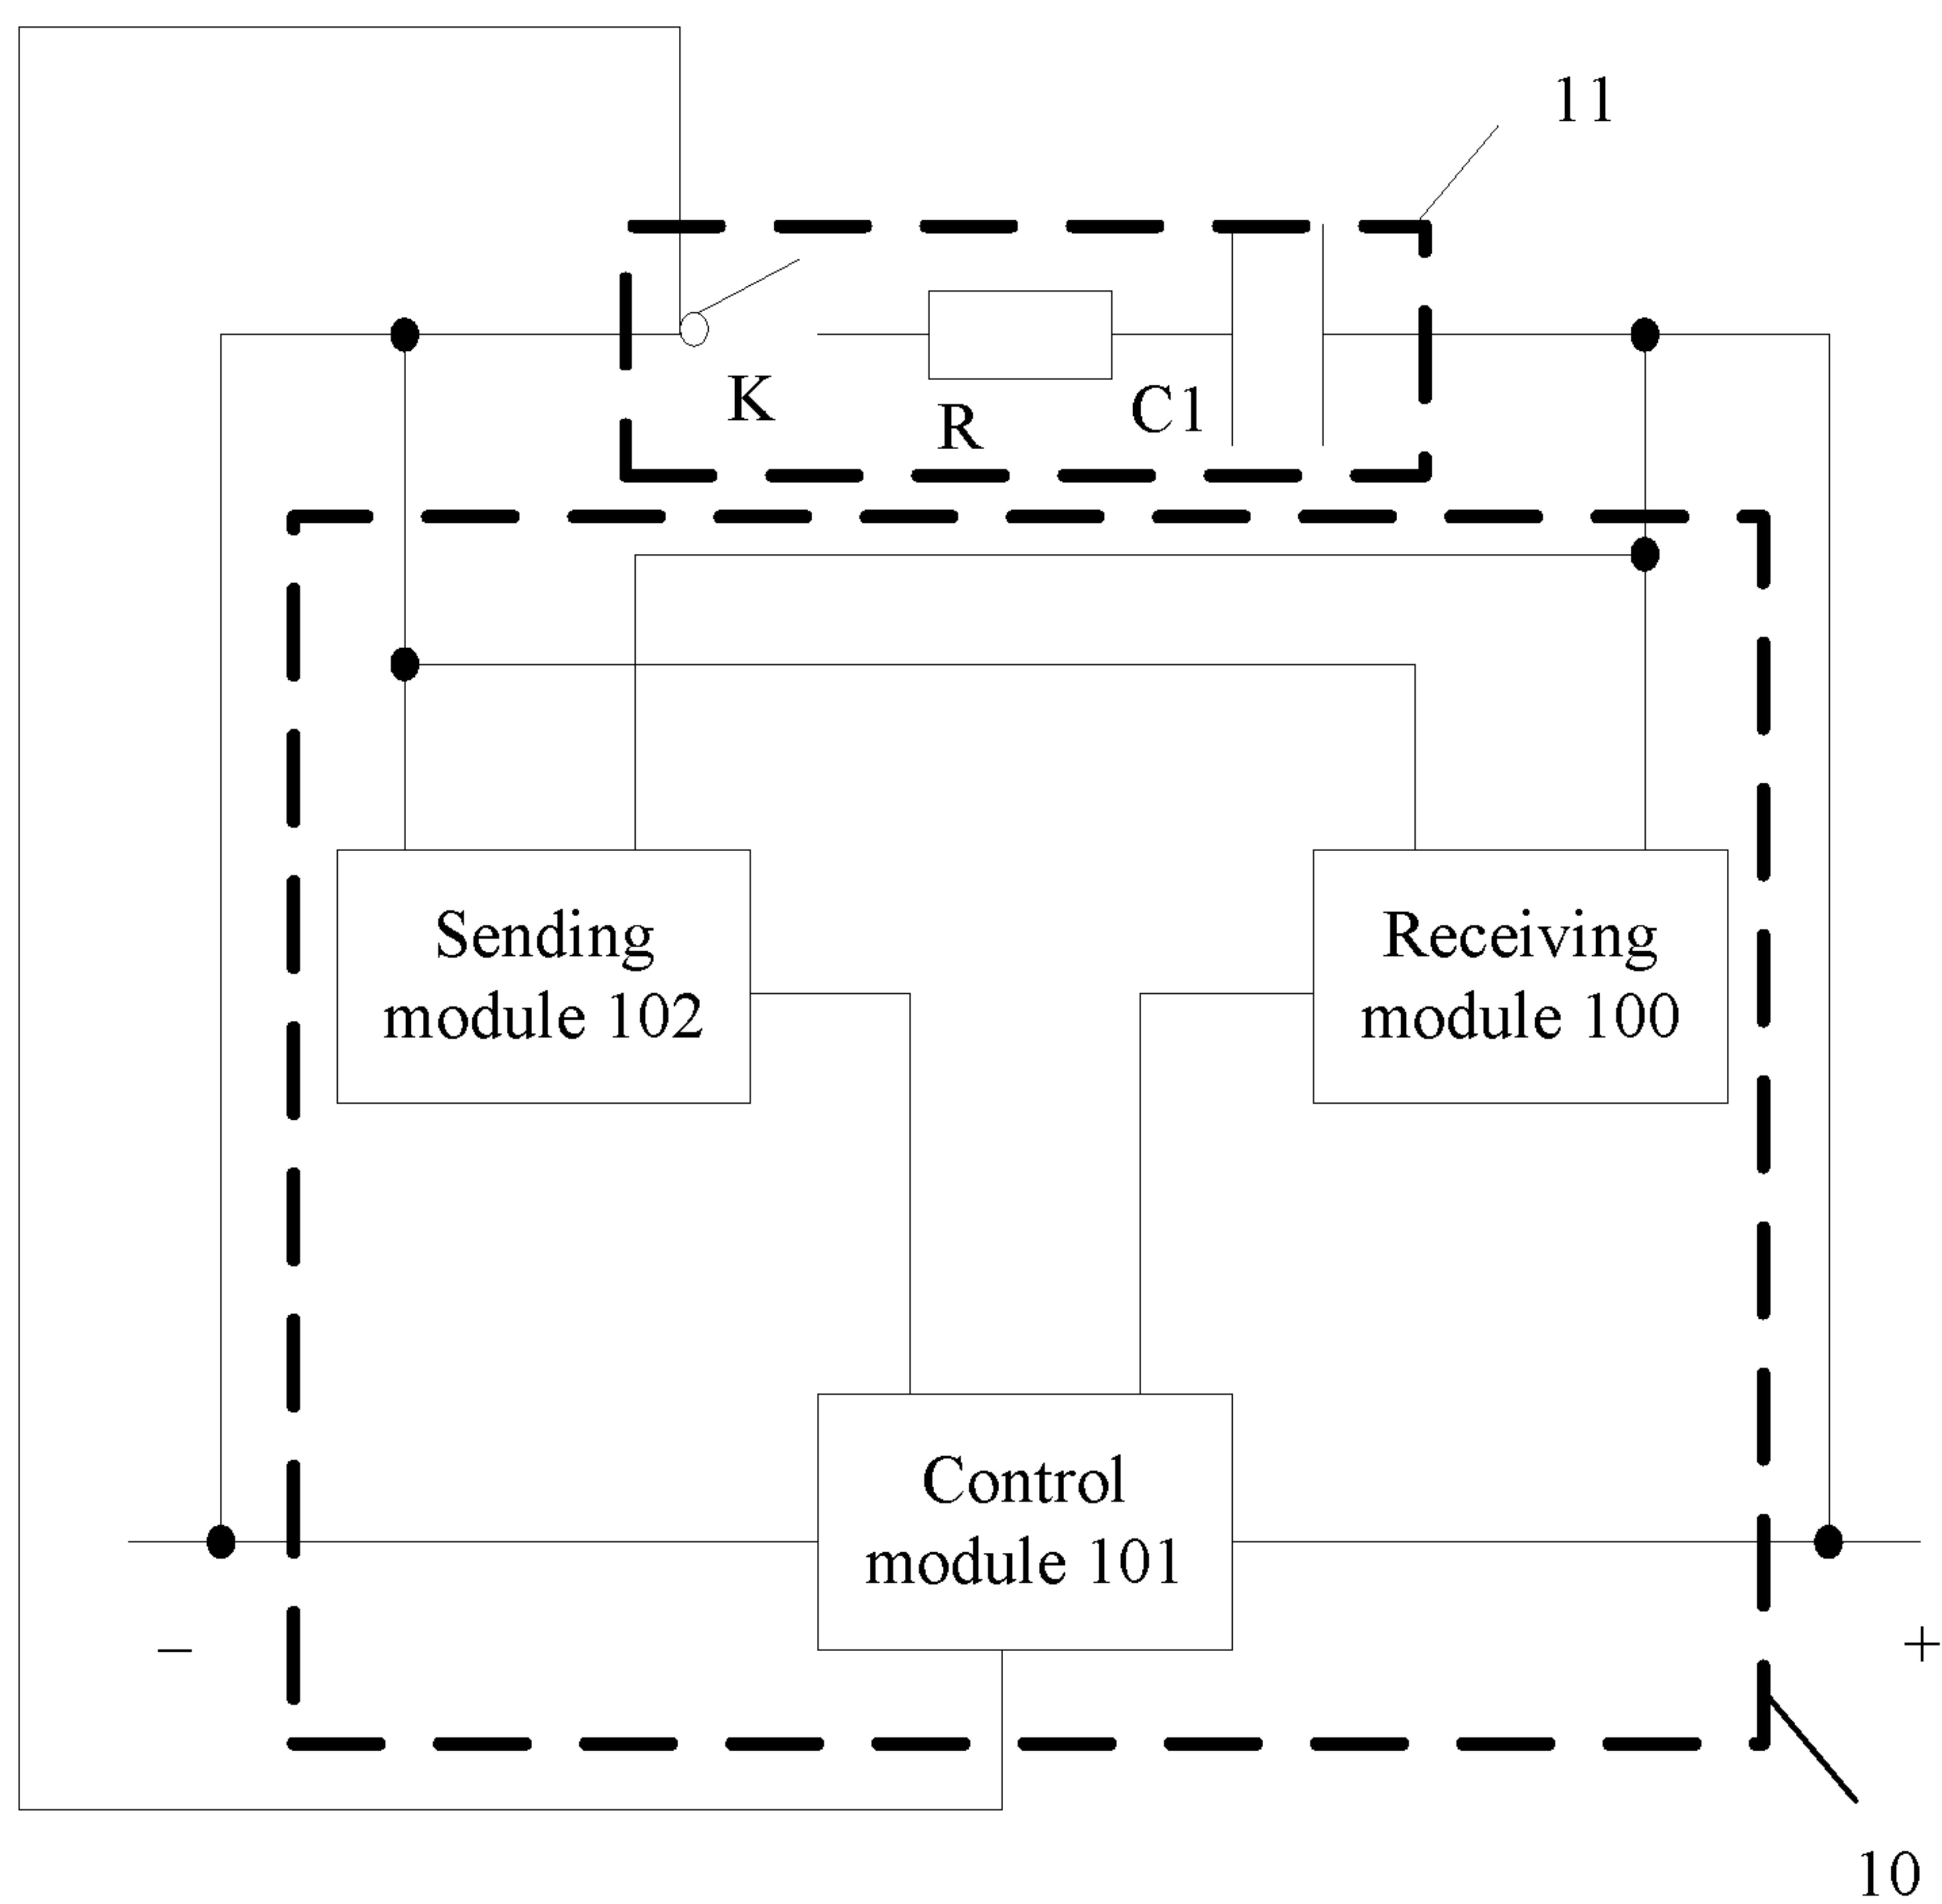 11
K
R
C1
Sending
module 102
Receiving
module 100
Control
module 101
–
+
10